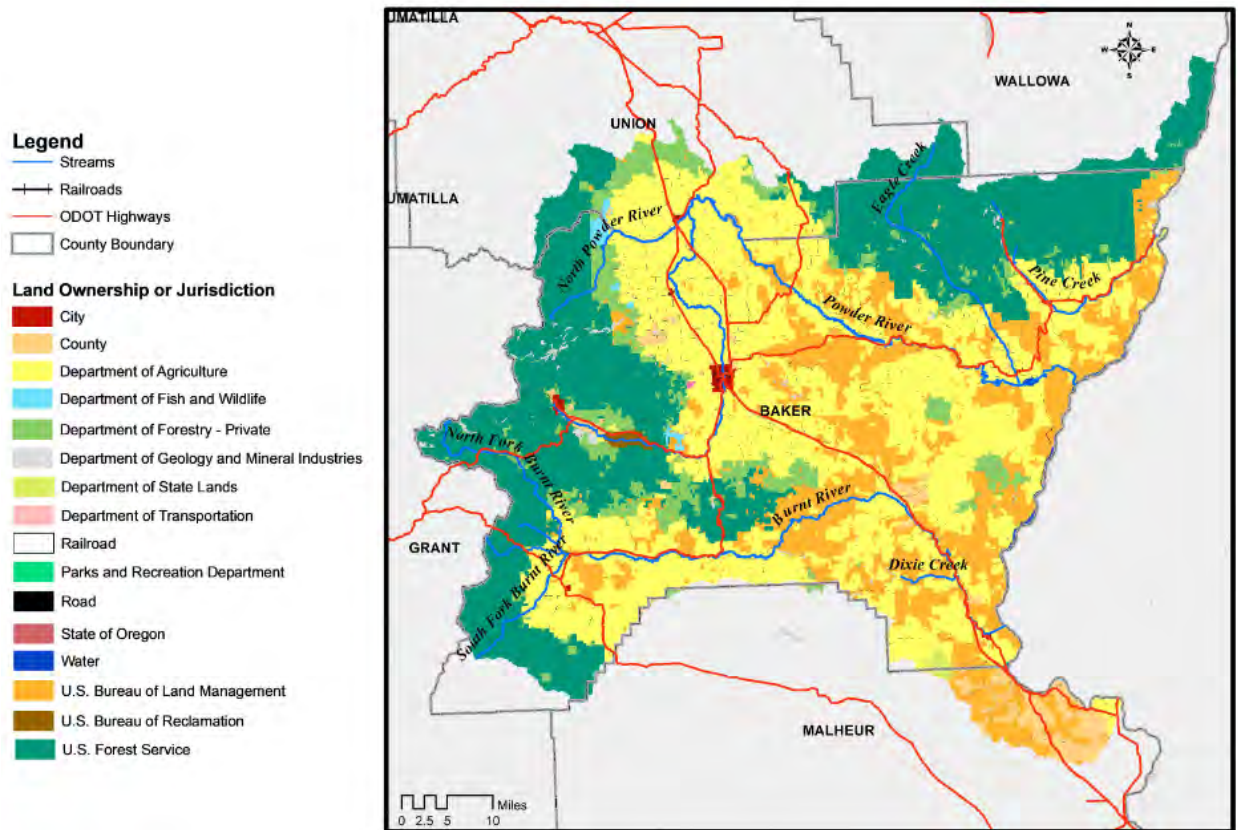 Legend
Streams
Railroads
ODOT Highways
County Boundary
Land Ownership or Jurisdiction
City
County
Department of Agriculture
Department of Fish and Wildlife
Department of Forestry - Private
Department of Geology and Mineral Industries
Department of State Lands
Department of Transportation
Railroad
Parks and Recreation Department
Road
State of Oregon
Water
U.S. Bureau of Land Management
U.S. Bureau of Reclamation
U.S. Forest Service
UMATILLA
N
W E
S
WALLOWA
UNION
UMATILLA
Eagle Creek
North Powder River
Pine Creek
Powder River
BAKER
North Fork Burnt River
Burnt River
GRANT
Dixie Creek
South Fork Burnt River
MALHEUR
Miles
0 2.5 5 10